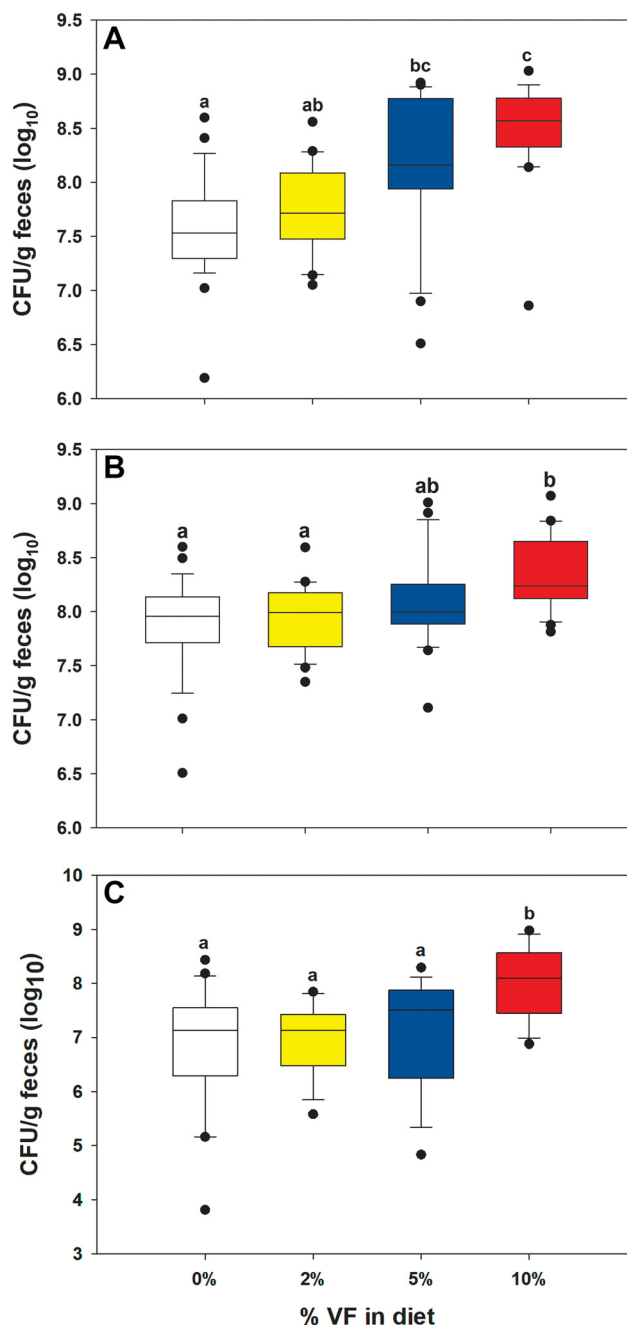 A
CFU/g feces (log10)
9.5
9.0
8.5
8.0
7.5
7.0
6.5
6.0
a
ab
bc
c
B
CFU/g feces (log10)
9.5
9.0
8.5
8.0
7.5
7.0
6.5
6.0
a
a
ab
b
C
CFU/g feces (log10)
10
9
8
7
6
5
4
3
a
a
a
b
0% 2% 5% 10%
% VF in diet